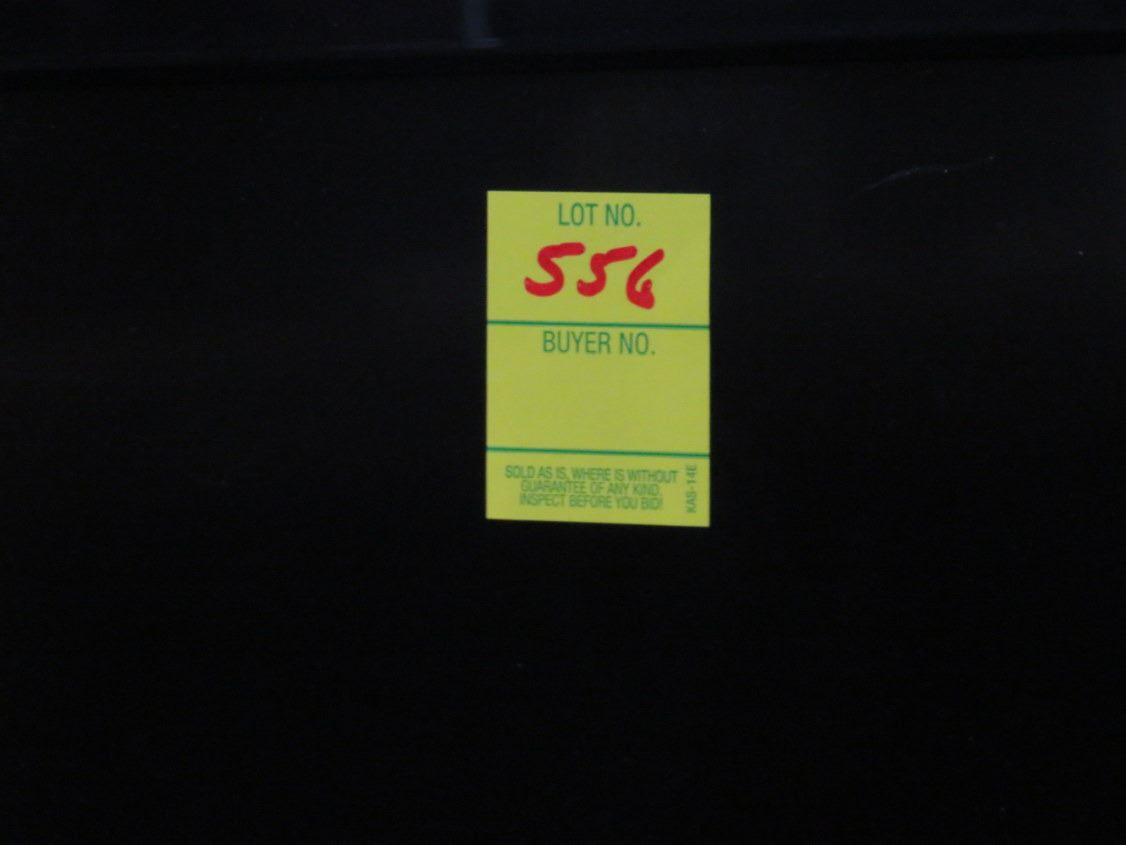 LOT NO.
556
BUYER NO.
SOLD AS IS, WHERE IS WITHOUT
GUARANTEE OF ANY KIND.
INSPECT BEFORE YOU BID!
KAS-14E